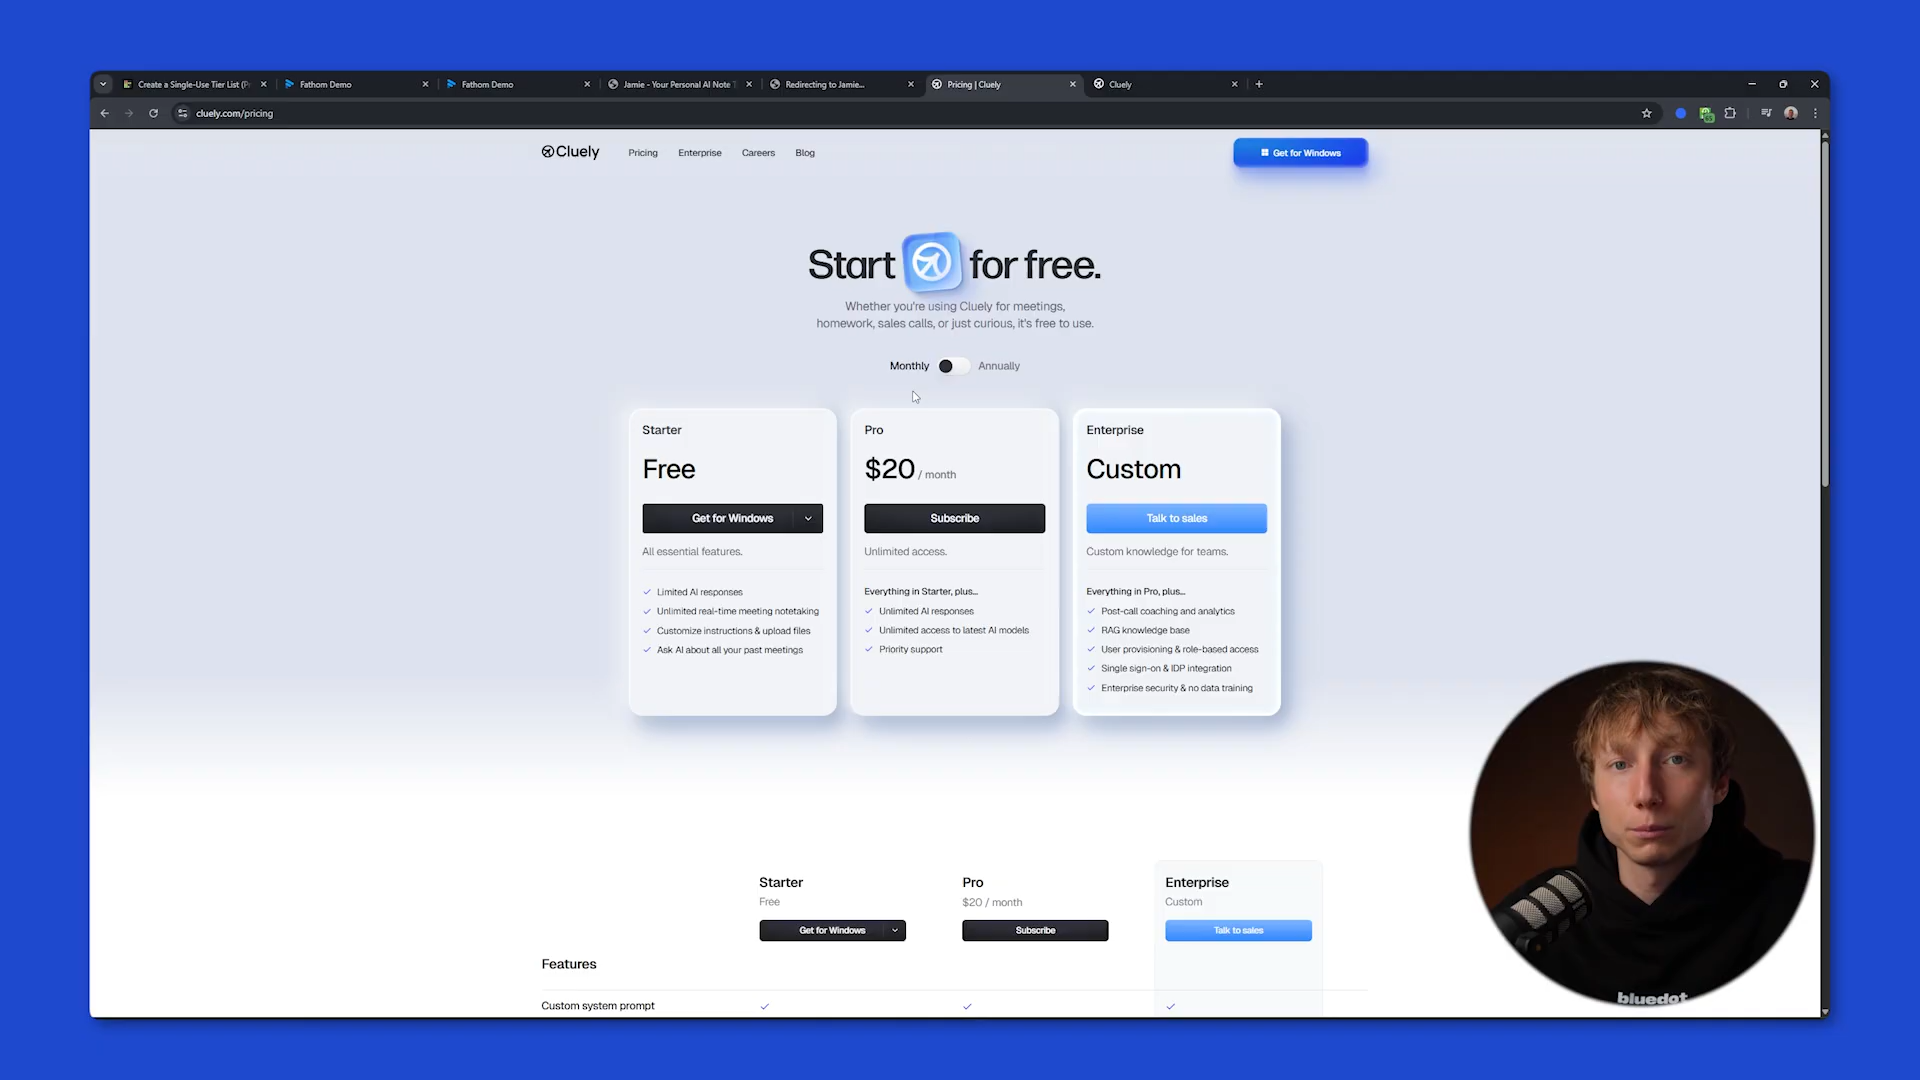 Create a Single-Use Tier List (P
Fathom Demo
Fathom Demo
Jamie - Your Personal AI Note T
Redirecting to Jamie...
Pricing | Cluely
Cluely
cluely.com/pricing
Cluely
Pricing
Enterprise
Careers
Blog
Get for Windows
Start for free.
Whether you're using Cluely for meetings,
homework, sales calls, or just curious, it's free to use.
Monthly
Annually
Starter
Free
Get for Windows
All essential features.
Limited AI responses
Unlimited real-time meeting notetaking
Customize instructions & upload files
Ask AI about all your past meetings
Pro
$20 / month
Subscribe
Unlimited access.
Everything in Starter, plus...
Unlimited AI responses
Unlimited access to latest AI models
Priority support
Enterprise
Custom
Talk to sales
Custom knowledge for teams.
Everything in Pro, plus...
Post-call coaching and analytics
RAG knowledge base
User provisioning & role-based access
Single sign-on & IDP integration
Enterprise security & no data training
Starter
Free
Get for Windows
Pro
$20 / month
Subscribe
Enterprise
Custom
Talk to sales
Features
Custom system prompt
bluedot